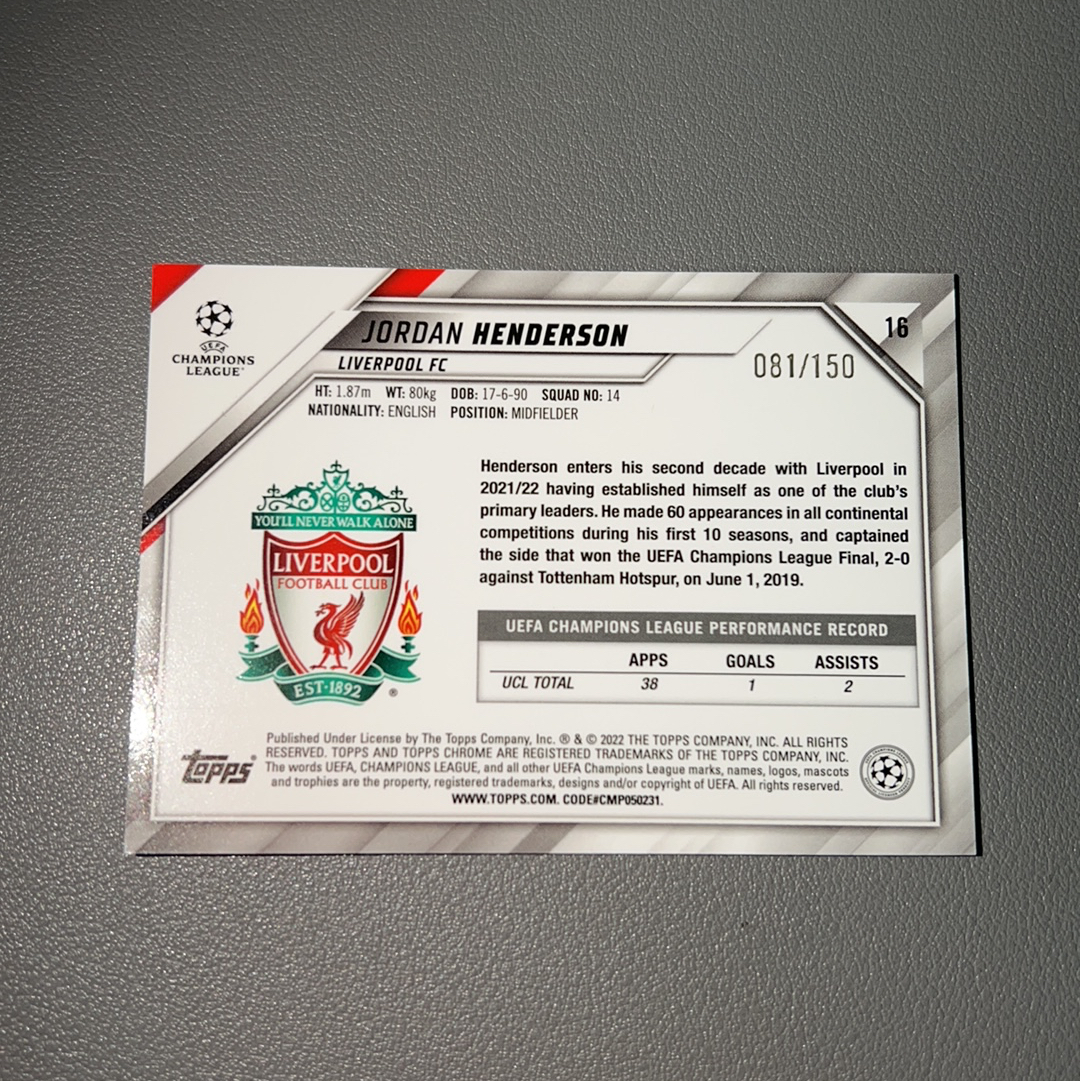 UEFA
CHAMPIONS
LEAGUE
JORDAN HENDERSON
16
LIVERPOOL FC
081/150
HT: 1.87m WT: 80kg DOB: 17-6-90 SQUAD NO: 14
NATIONALITY: ENGLISH POSITION: MIDFIELDER
YOU'LL NEVER WALK ALONE
LIVERPOOL
FOOTBALL CLUB
EST·1892
®
Henderson enters his second decade with Liverpool in
2021/22 having established himself as one of the club's
primary leaders. He made 60 appearances in all continental
competitions during his first 10 seasons, and captained
the side that won the UEFA Champions League Final, 2-0
against Tottenham Hotspur, on June 1, 2019.
UEFA CHAMPIONS LEAGUE PERFORMANCE RECORD
APPS GOALS ASSISTS
UCL TOTAL 38 1 2
topps
Published Under License by The Topps Company, Inc. ® & © 2022 THE TOPPS COMPANY, INC. ALL RIGHTS
RESERVED. TOPPS AND TOPPS CHROME ARE REGISTERED TRADEMARKS OF THE TOPPS COMPANY, INC.
The words UEFA, CHAMPIONS LEAGUE, and all other UEFA Champions League marks, names, logos, mascots
and trophies are the property, registered trademarks, designs and/or copyright of UEFA. All rights reserved.
WWW.TOPPS.COM. CODE#CMP050231.